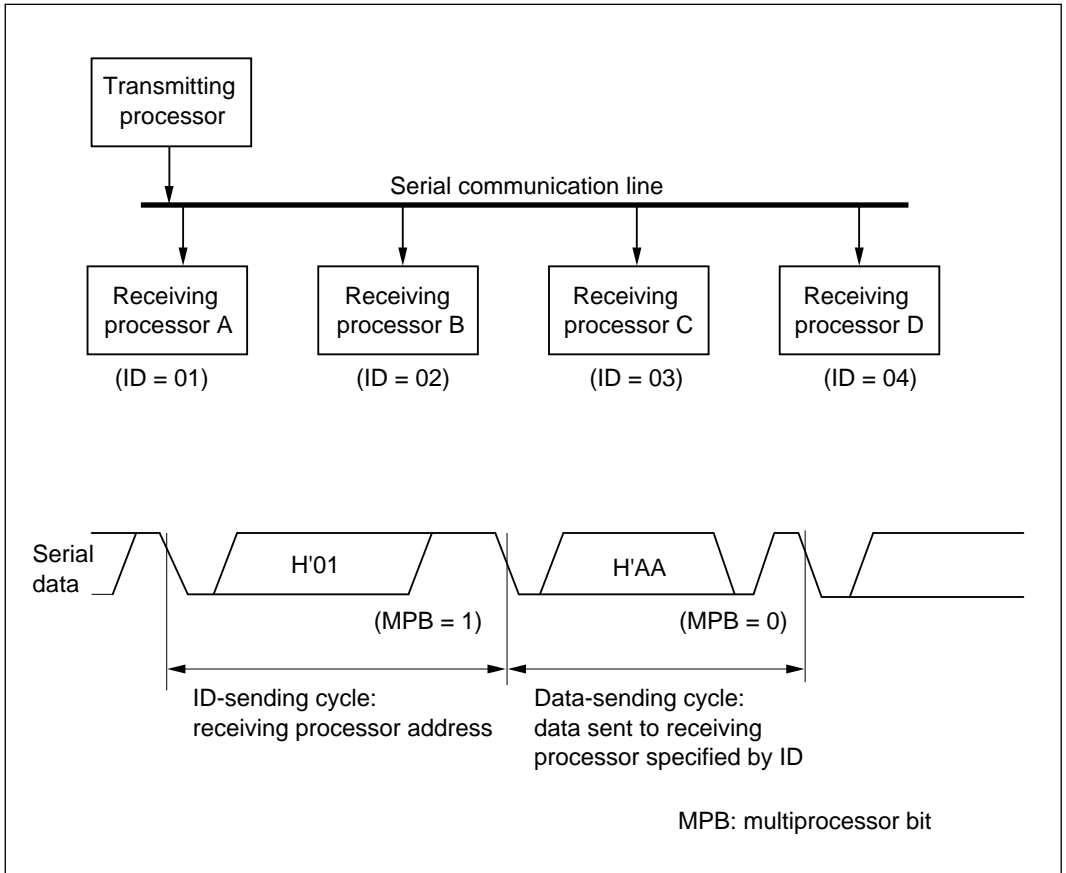 Transmitting
processor
Serial communication line
Receiving
processor A
Receiving
processor B
Receiving
processor C
Receiving
processor D
(ID = 01)
(ID = 02)
(ID = 03)
(ID = 04)
Serial
data
H'01
H'AA
(MPB = 1)
(MPB = 0)
ID-sending cycle:
receiving processor address
Data-sending cycle:
data sent to receiving
processor specified by ID
MPB: multiprocessor bit